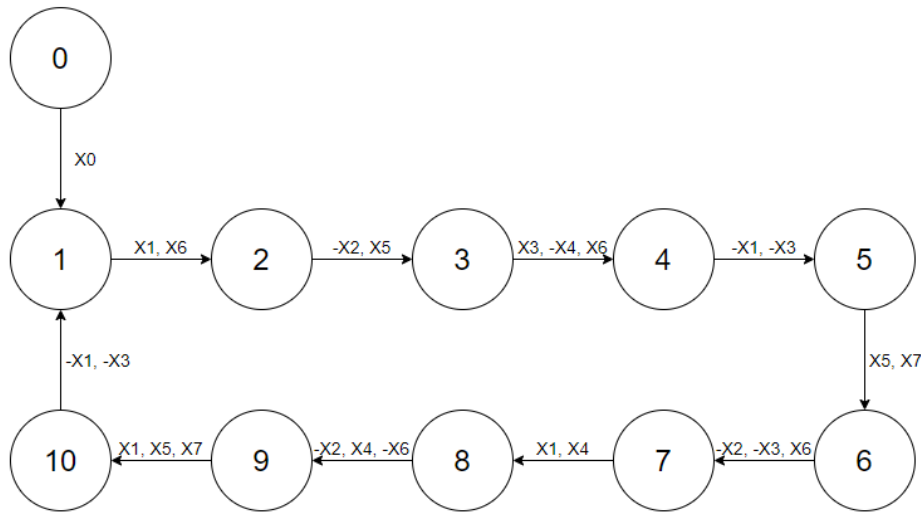 0
X0
1
X1, X6
2
-X2, X5
3
X3, -X4, X6
4
-X1, -X3
5
-X1, -X3
X5, X7
10
X1, X5, X7
9
-X2, X4, -X6
8
X1, X4
7
-X2, -X3, X6
6